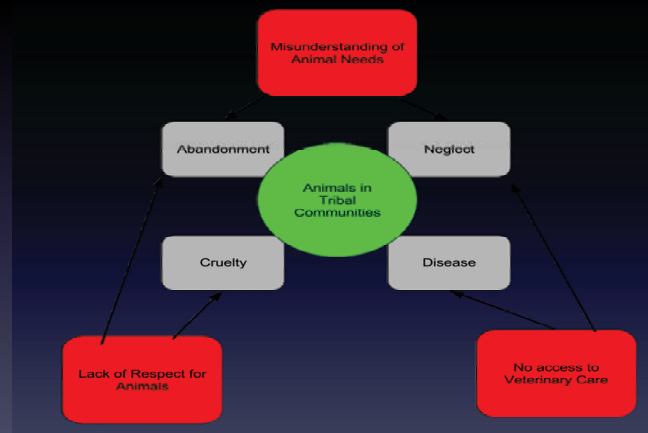 Misunderstanding of
Animal Needs
Abandonment
Neglect
Animals in
Tribal
Communities
Cruelty
Disease
Lack of Respect for
Animals
No access to
Veterinary Care